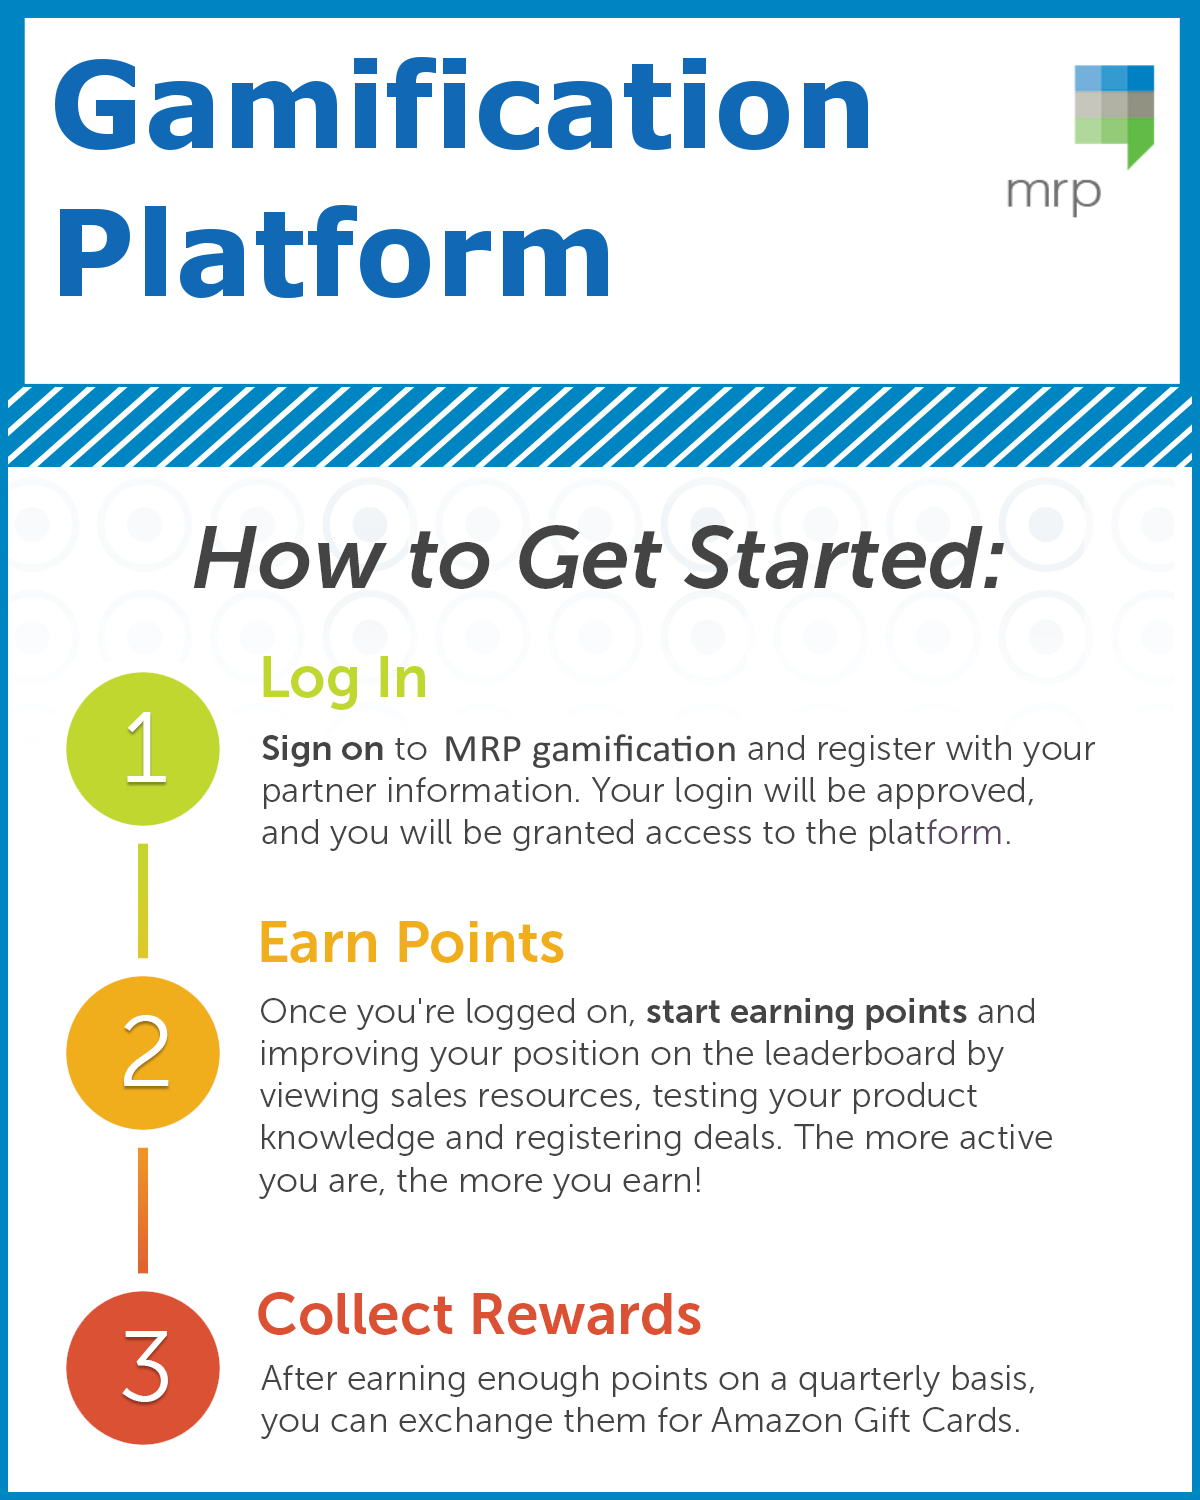 Gamification
Platform
mrp
How to Get Started:
1
Log In
Sign on to MRP gamification and register with your
partner information. Your login will be approved,
and you will be granted access to the platform.
2
Earn Points
Once you're logged on, start earning points and
improving your position on the leaderboard by
viewing sales resources, testing your product
knowledge and registering deals. The more active
you are, the more you earn!
3
Collect Rewards
After earning enough points on a quarterly basis,
you can exchange them for Amazon Gift Cards.